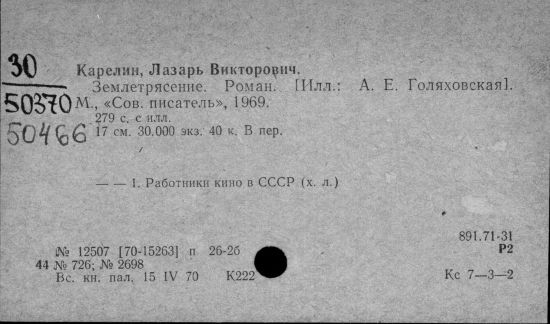 30
50370
50466
Карелин, Лазарь Викторович.
Землетрясение. Роман. [Илл.: А. Е. Голяховская].
М., «Сов. писатель», 1969.
279 с. с илл.
17 см. 30.000 экз. 40 к. В пер.
— — 1. Работники кино в СССР (х. л.)
891.71-31
Р2
№ 12507 [70-15263] п 26-2б
44 № 726; № 2698
Вс. кн. пал. 15 IV 70 К222
Кс 7—3—2